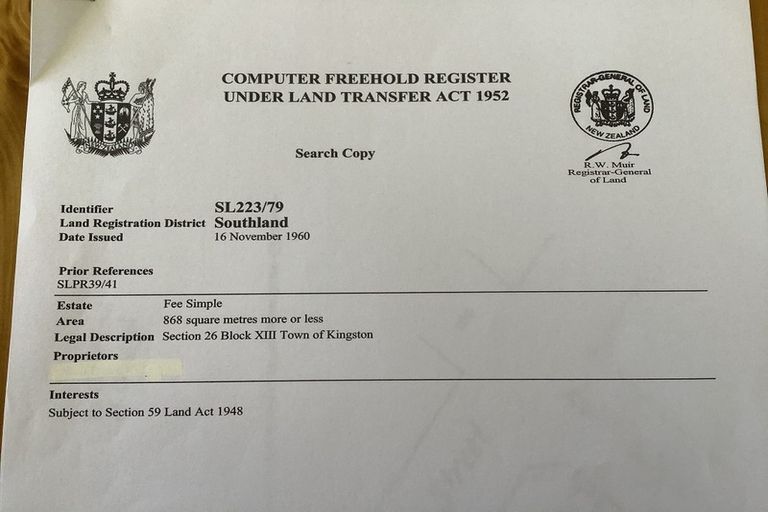 COMPUTER FREEHOLD REGISTER
UNDER LAND TRANSFER ACT 1952
Search Copy
REGISTRAR-GENERAL OF LAND
NEW ZEALAND
R.W. Muir
Registrar-General
of Land
Identifier SL223/79
Land Registration District Southland
Date Issued 16 November 1960
Prior References
SLPR39/41
Estate Fee Simple
Area 868 square metres more or less
Legal Description Section 26 Block XIII Town of Kingston
Proprietors
Interests
Subject to Section 59 Land Act 1948